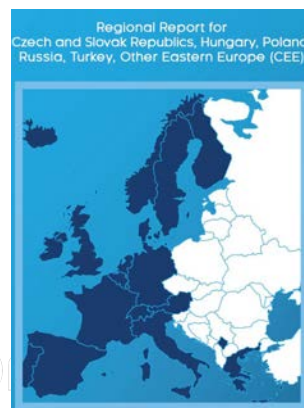 Regional Report for
Czech and Slovak Republics, Hungary, Poland
Russia, Turkey, Other Eastern Europe (CEE)